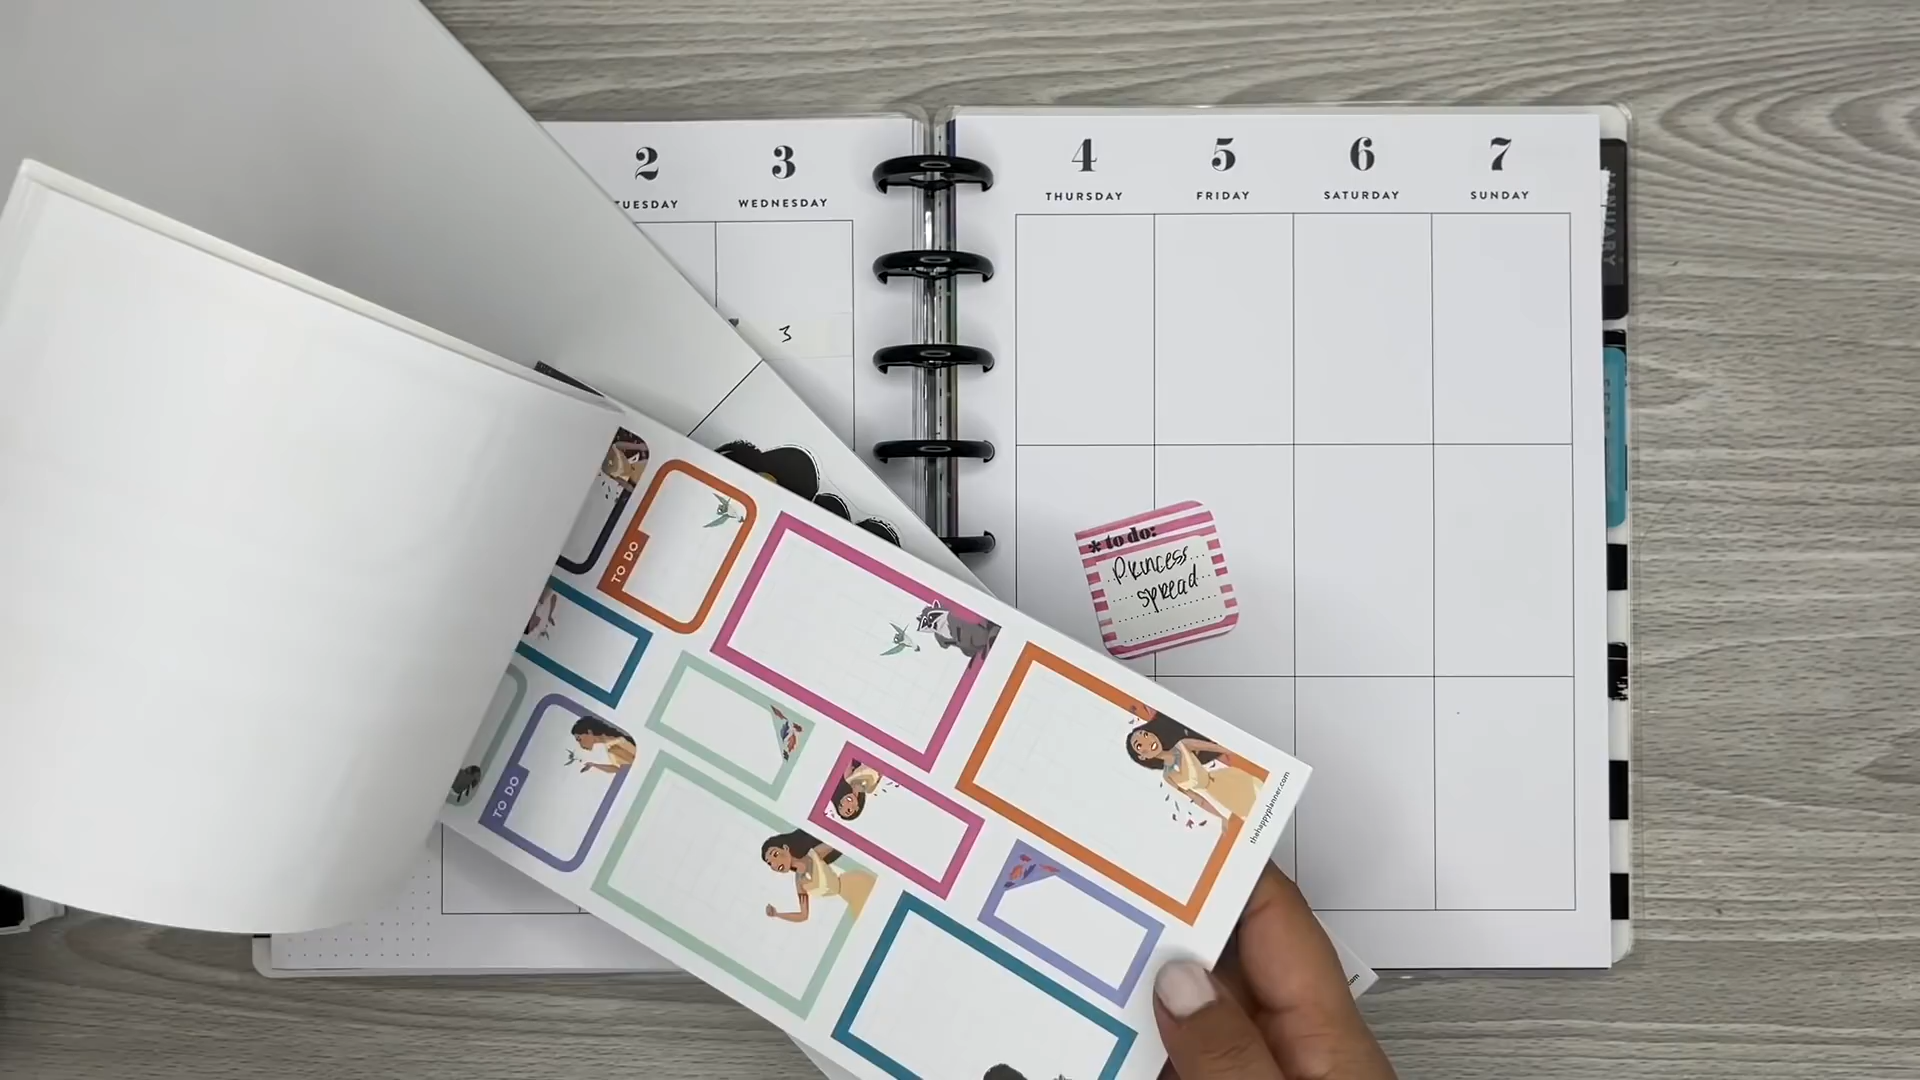 2
3
4
5
6
7
TUESDAY
WEDNESDAY
THURSDAY
FRIDAY
SATURDAY
SUNDAY
JANUARY
3
* to do:
Princess
spread
TO DO
TO DO
thehappyplanner.com
.com